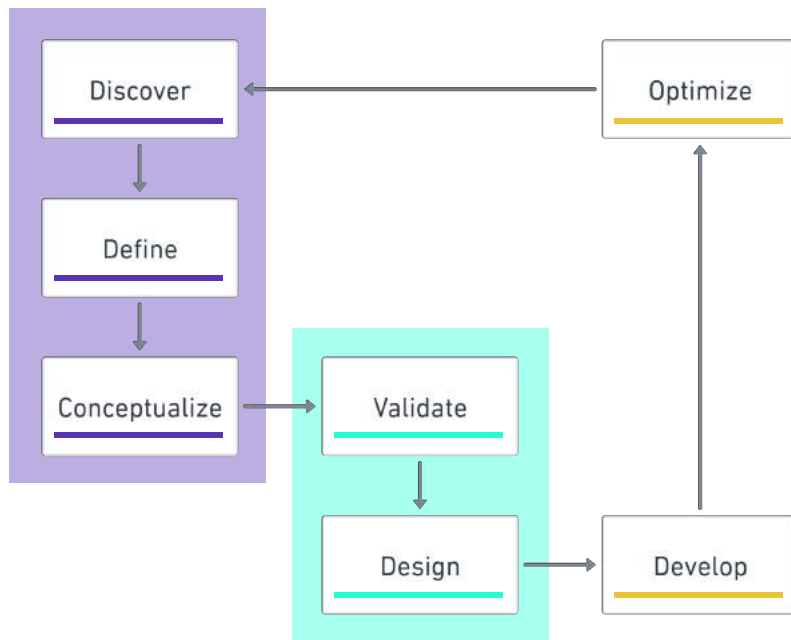 Discover
Optimize
Define
Conceptualize
Validate
Design
Develop